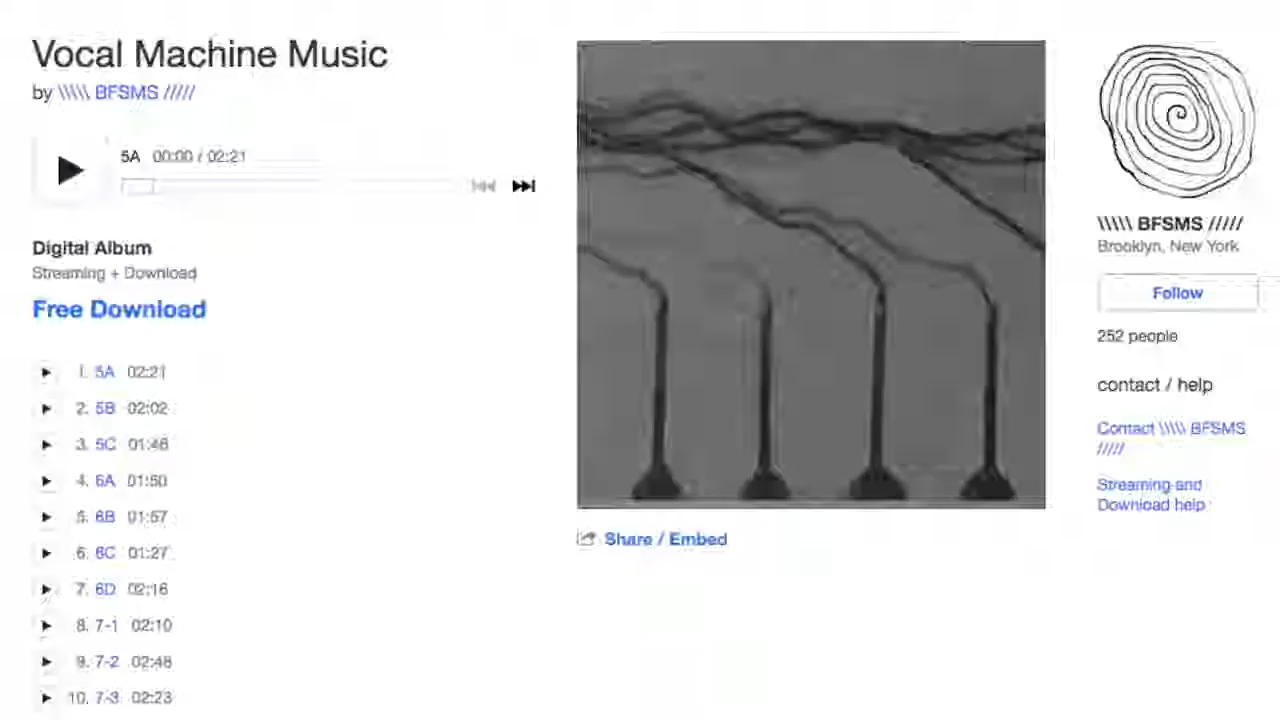 Vocal Machine Music
by \\\\\ BFSMS /////
5A 00:00 / 02:21
Digital Album
Streaming + Download
Free Download
1. 5A 02:21
2. 5B 02:02
3. 5C 01:46
4. 6A 01:50
5. 6B 01:57
6. 6C 01:27
7. 6D 02:16
8. 7-1 02:10
9. 7-2 02:48
10. 7-3 02:23
Share / Embed
\\\\\ BFSMS /////
Brooklyn, New York
Follow
252 people
contact / help
Contact \\\\\ BFSMS
/////
Streaming and
Download help